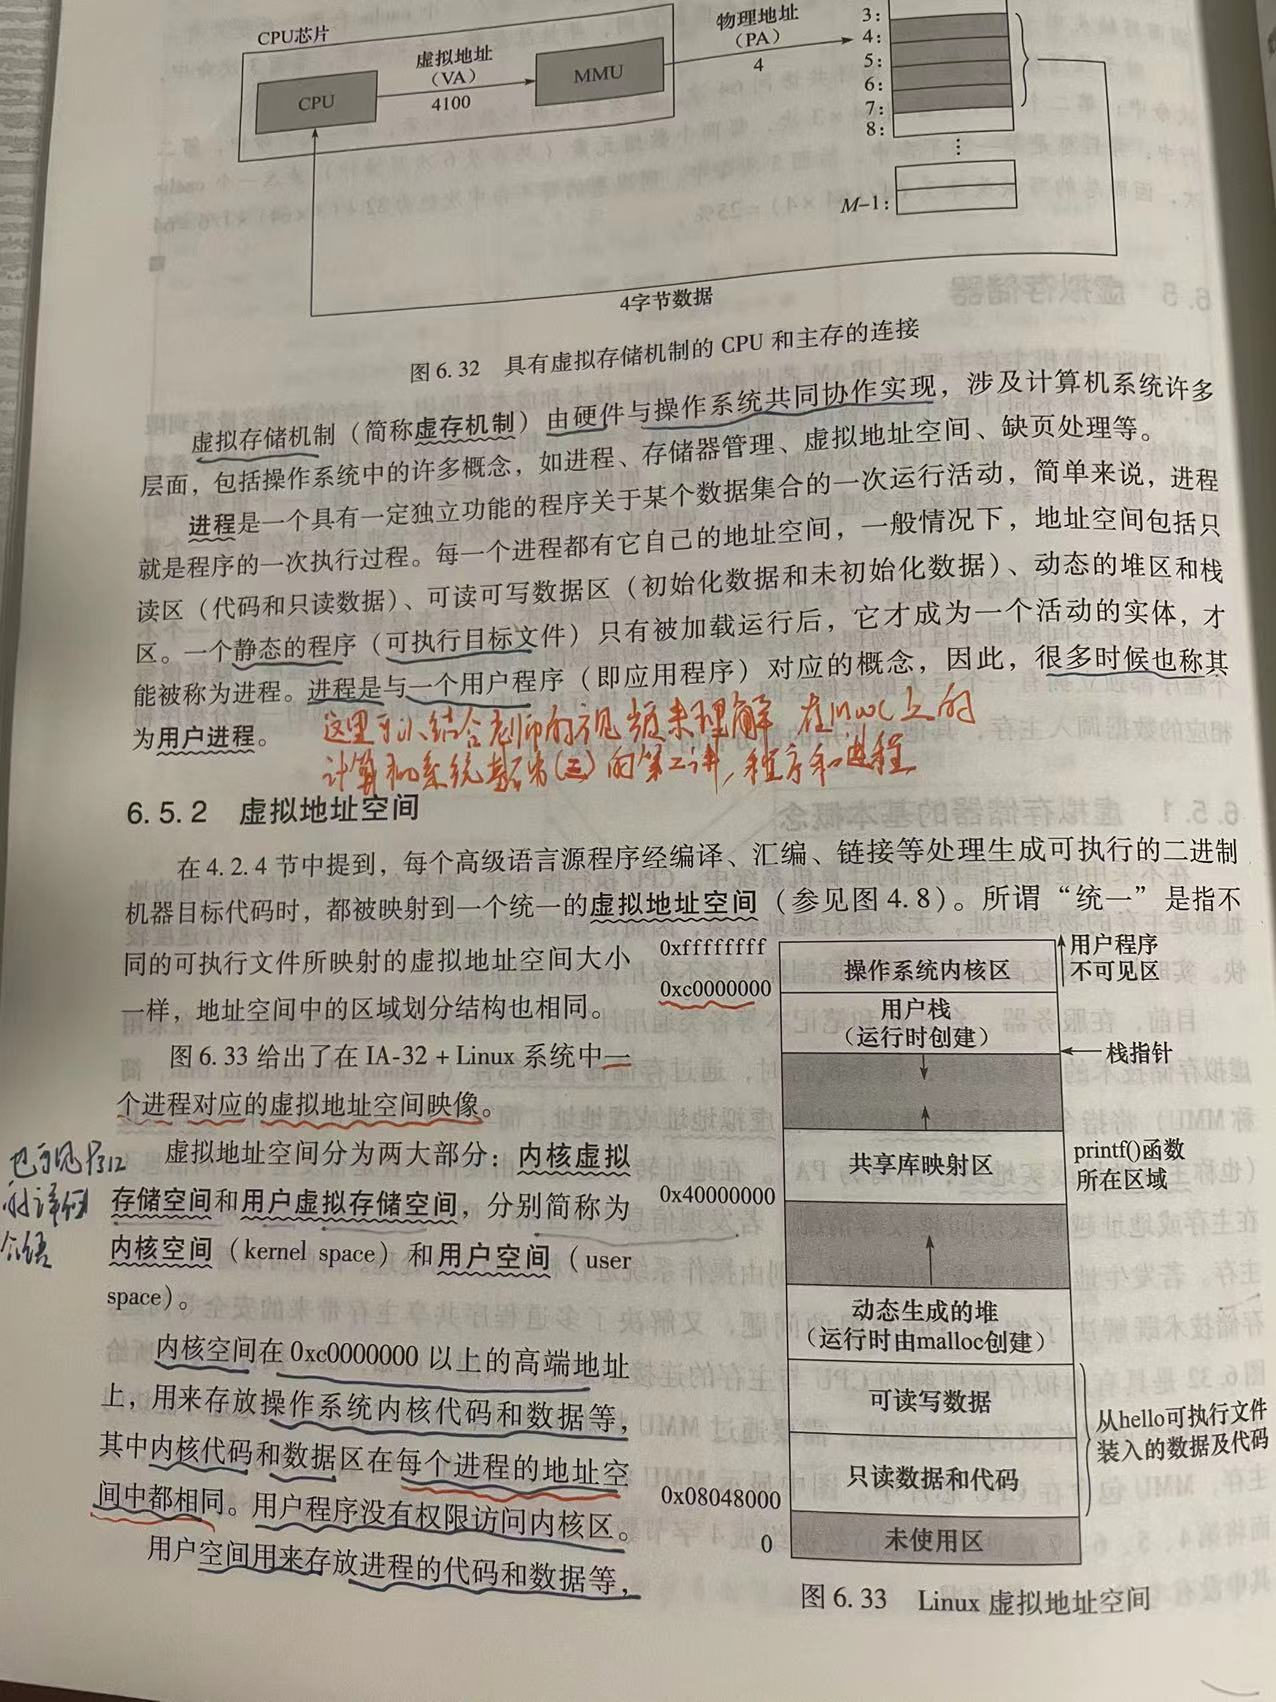 CPU芯片
CPU
虚拟地址
(VA)
4100
MMU
物理地址
(PA)
4
3:
4:
5:
6:
7:
8:
⋮
M–1:
4字节数据
图6.32 具有虚拟存储机制的 CPU 和主存的连接
虚拟存储机制（简称虚存机制）由硬件与操作系统共同协作实现，涉及计算机系统许多
层面，包括操作系统中的许多概念，如进程、存储器管理、虚拟地址空间、缺页处理等。
进程是一个具有一定独立功能的程序关于某个数据集合的一次运行活动，简单来说，进程
就是程序的一次执行过程。每一个进程都有它自己的地址空间，一般情况下，地址空间包括只
读区（代码和只读数据）、可读可写数据区（初始化数据和未初始化数据）、动态的堆区和栈
区。一个静态的程序（可执行目标文件）只有被加载运行后，它才成为一个活动的实体，才
能被称为进程。进程是与一个用户程序（即应用程序）对应的概念，因此，很多时候也称其
为用户进程。
这里可以结合老师的视频来理解 在mooc上的
计算机系统基础(三)的第二讲,程序和进程
6.5.2 虚拟地址空间
在4.2.4节中提到，每个高级语言源程序经编译、汇编、链接等处理生成可执行的二进制
机器目标代码时，都被映射到一个统一的虚拟地址空间（参见图4.8）。所谓“统一”是指不
同的可执行文件所映射的虚拟地址空间大小
一样，地址空间中的区域划分结构也相同。
图6.33给出了在 IA-32 + Linux 系统中一
个进程对应的虚拟地址空间映像。
虚拟地址空间分为两大部分：内核虚拟
存储空间和用户虚拟存储空间，分别简称为
内核空间（kernel space）和用户空间（user
space）。
内核空间在 0xc0000000 以上的高端地址
上，用来存放操作系统内核代码和数据等，
其中内核代码和数据区在每个进程的地址空
间中都相同。用户程序没有权限访问内核区。
用户空间用来存放进程的代码和数据等，
也可见P312
的详细
介绍
0xffffffff
操作系统内核区
用户程序
不可见区
0xc0000000
用户栈
（运行时创建）
栈指针
共享库映射区
printf()函数
所在区域
0x40000000
动态生成的堆
（运行时由malloc创建）
可读写数据
只读数据和代码
从hello可执行文件
装入的数据及代码
0x08048000
未使用区
0
图6.33 Linux 虚拟地址空间